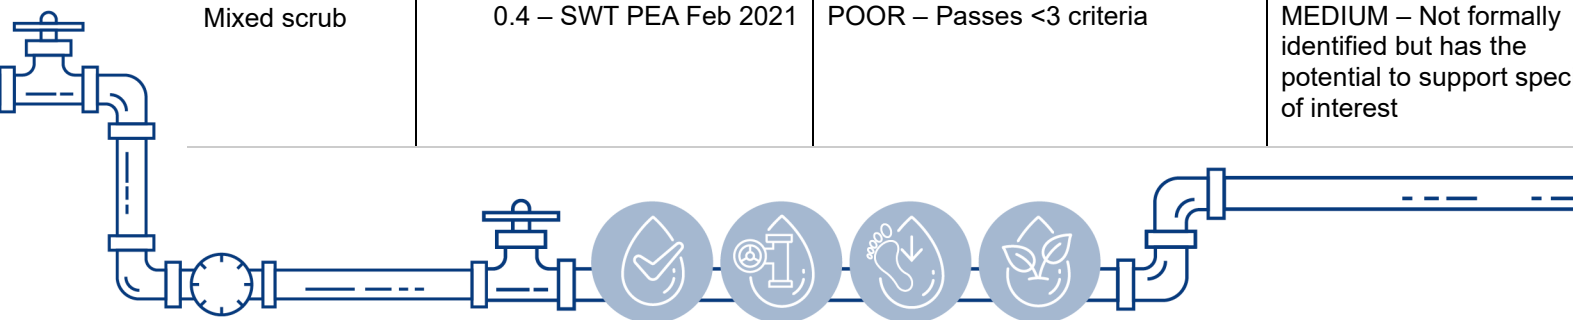 Mixed scrub
0.4 – SWT PEA Feb 2021
POOR – Passes <3 criteria
MEDIUM – Not formally
identified but has the
potential to support spec
of interest